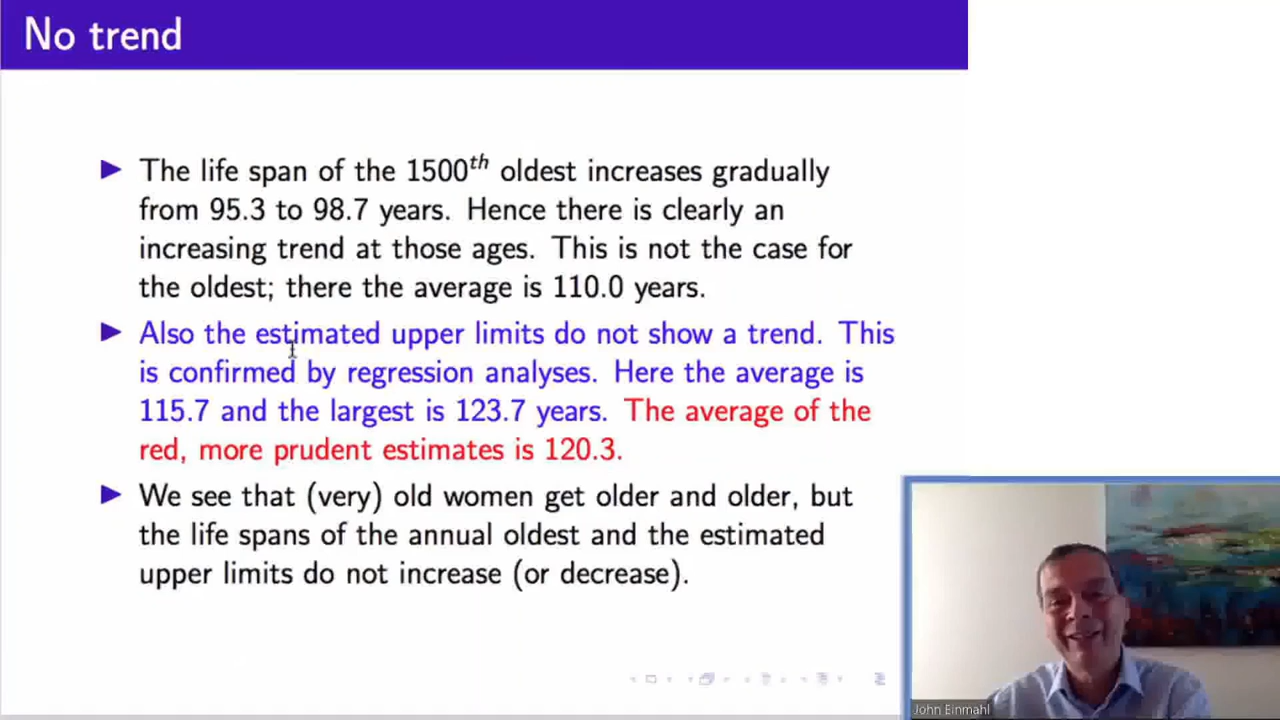 No trend
▶ The life span of the 1500th oldest increases gradually
from 95.3 to 98.7 years. Hence there is clearly an
increasing trend at those ages. This is not the case for
the oldest; there the average is 110.0 years.
▶ Also the estimated upper limits do not show a trend. This
is confirmed by regression analyses. Here the average is
115.7 and the largest is 123.7 years. The average of the
red, more prudent estimates is 120.3.
▶ We see that (very) old women get older and older, but
the life spans of the annual oldest and the estimated
upper limits do not increase (or decrease).
John Einmahl